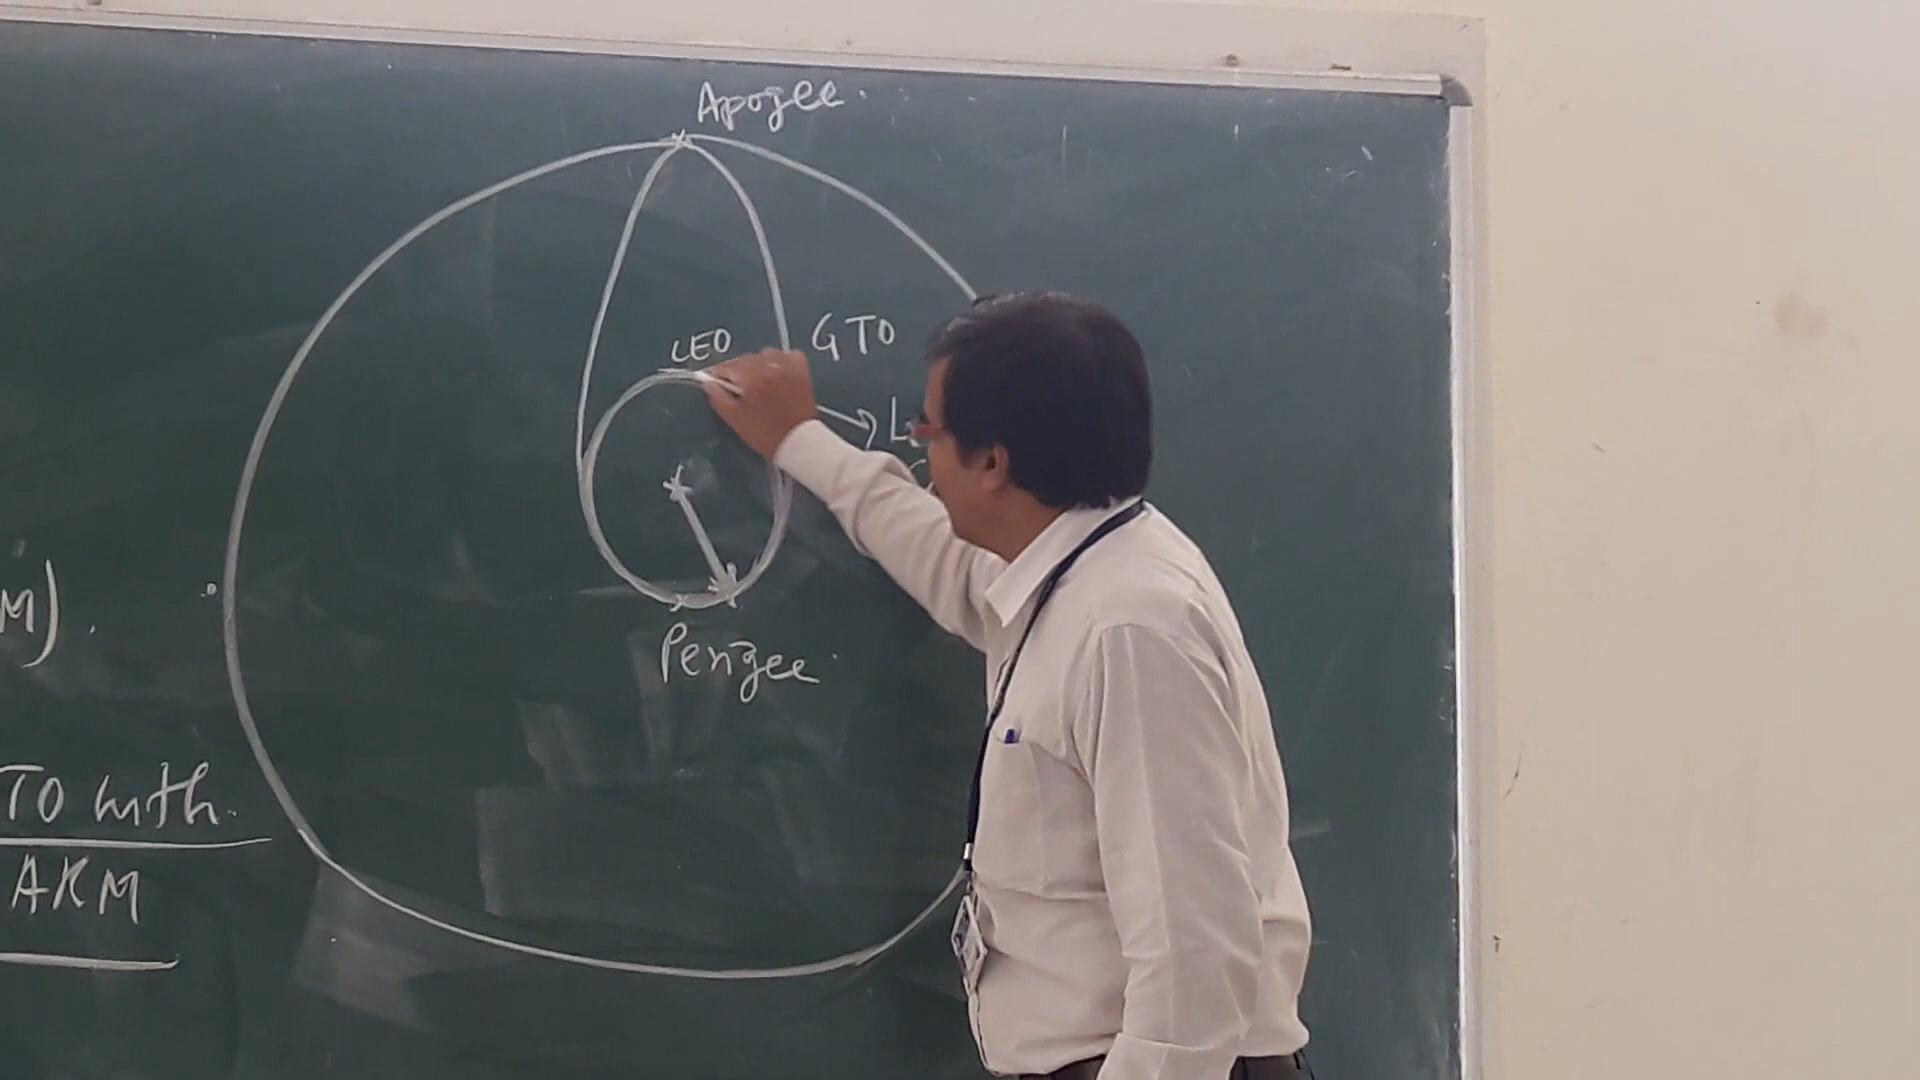 Apogee.
LEO
GTO
L
Perigee.
M).
TO with.
AKM